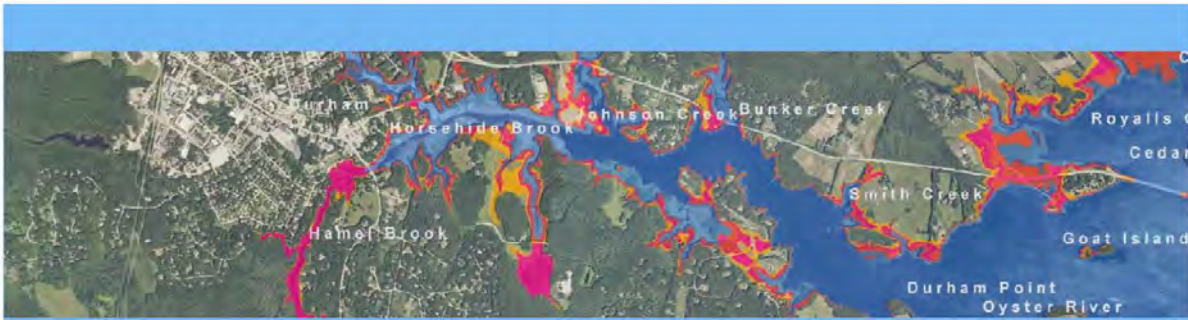 Durham
Johnson Creek
Bunker Creek
Horsehide Brook
Royalls
Cedar
Smith Creek
Hamel Brook
Goat Island
Durham Point
Oyster River